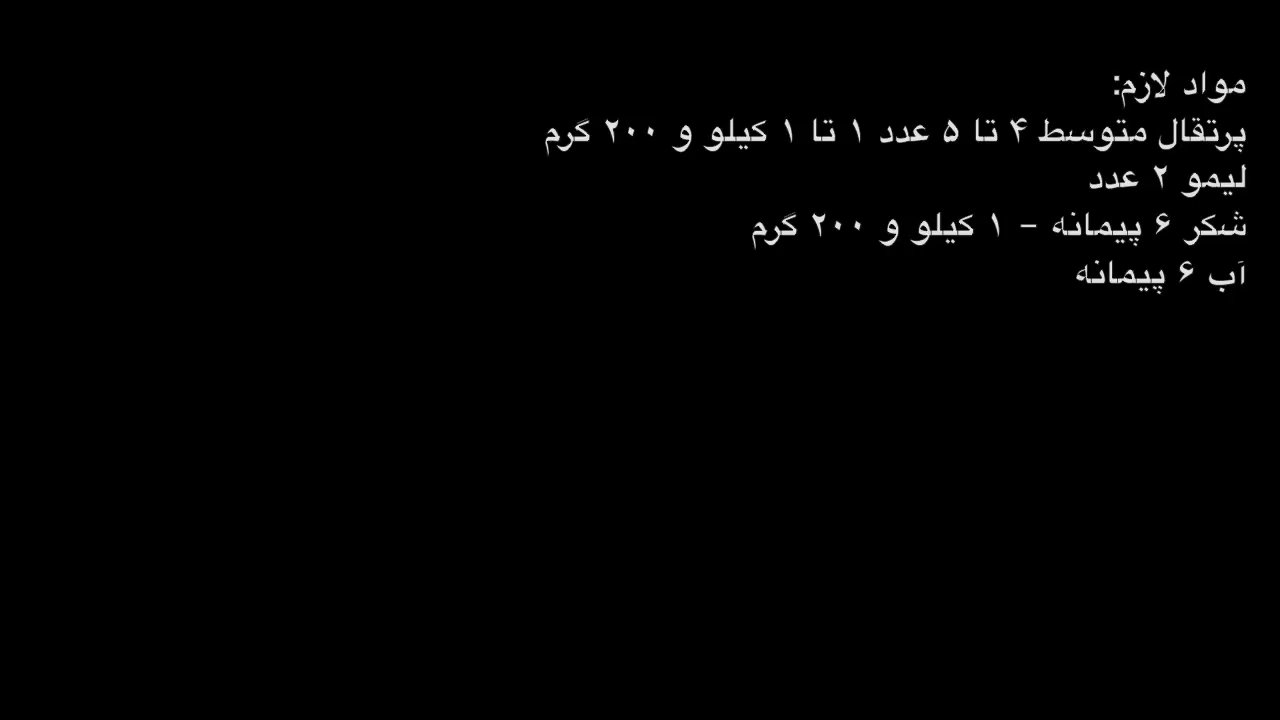 مواد لازم:
پرتقال متوسط ۴ تا ۵ عدد ۱ تا ۱ کیلو و ۲۰۰ گرم
لیمو ۲ عدد
شکر ۶ پیمانه - ۱ کیلو و ۲۰۰ گرم
آب ۶ پیمانه